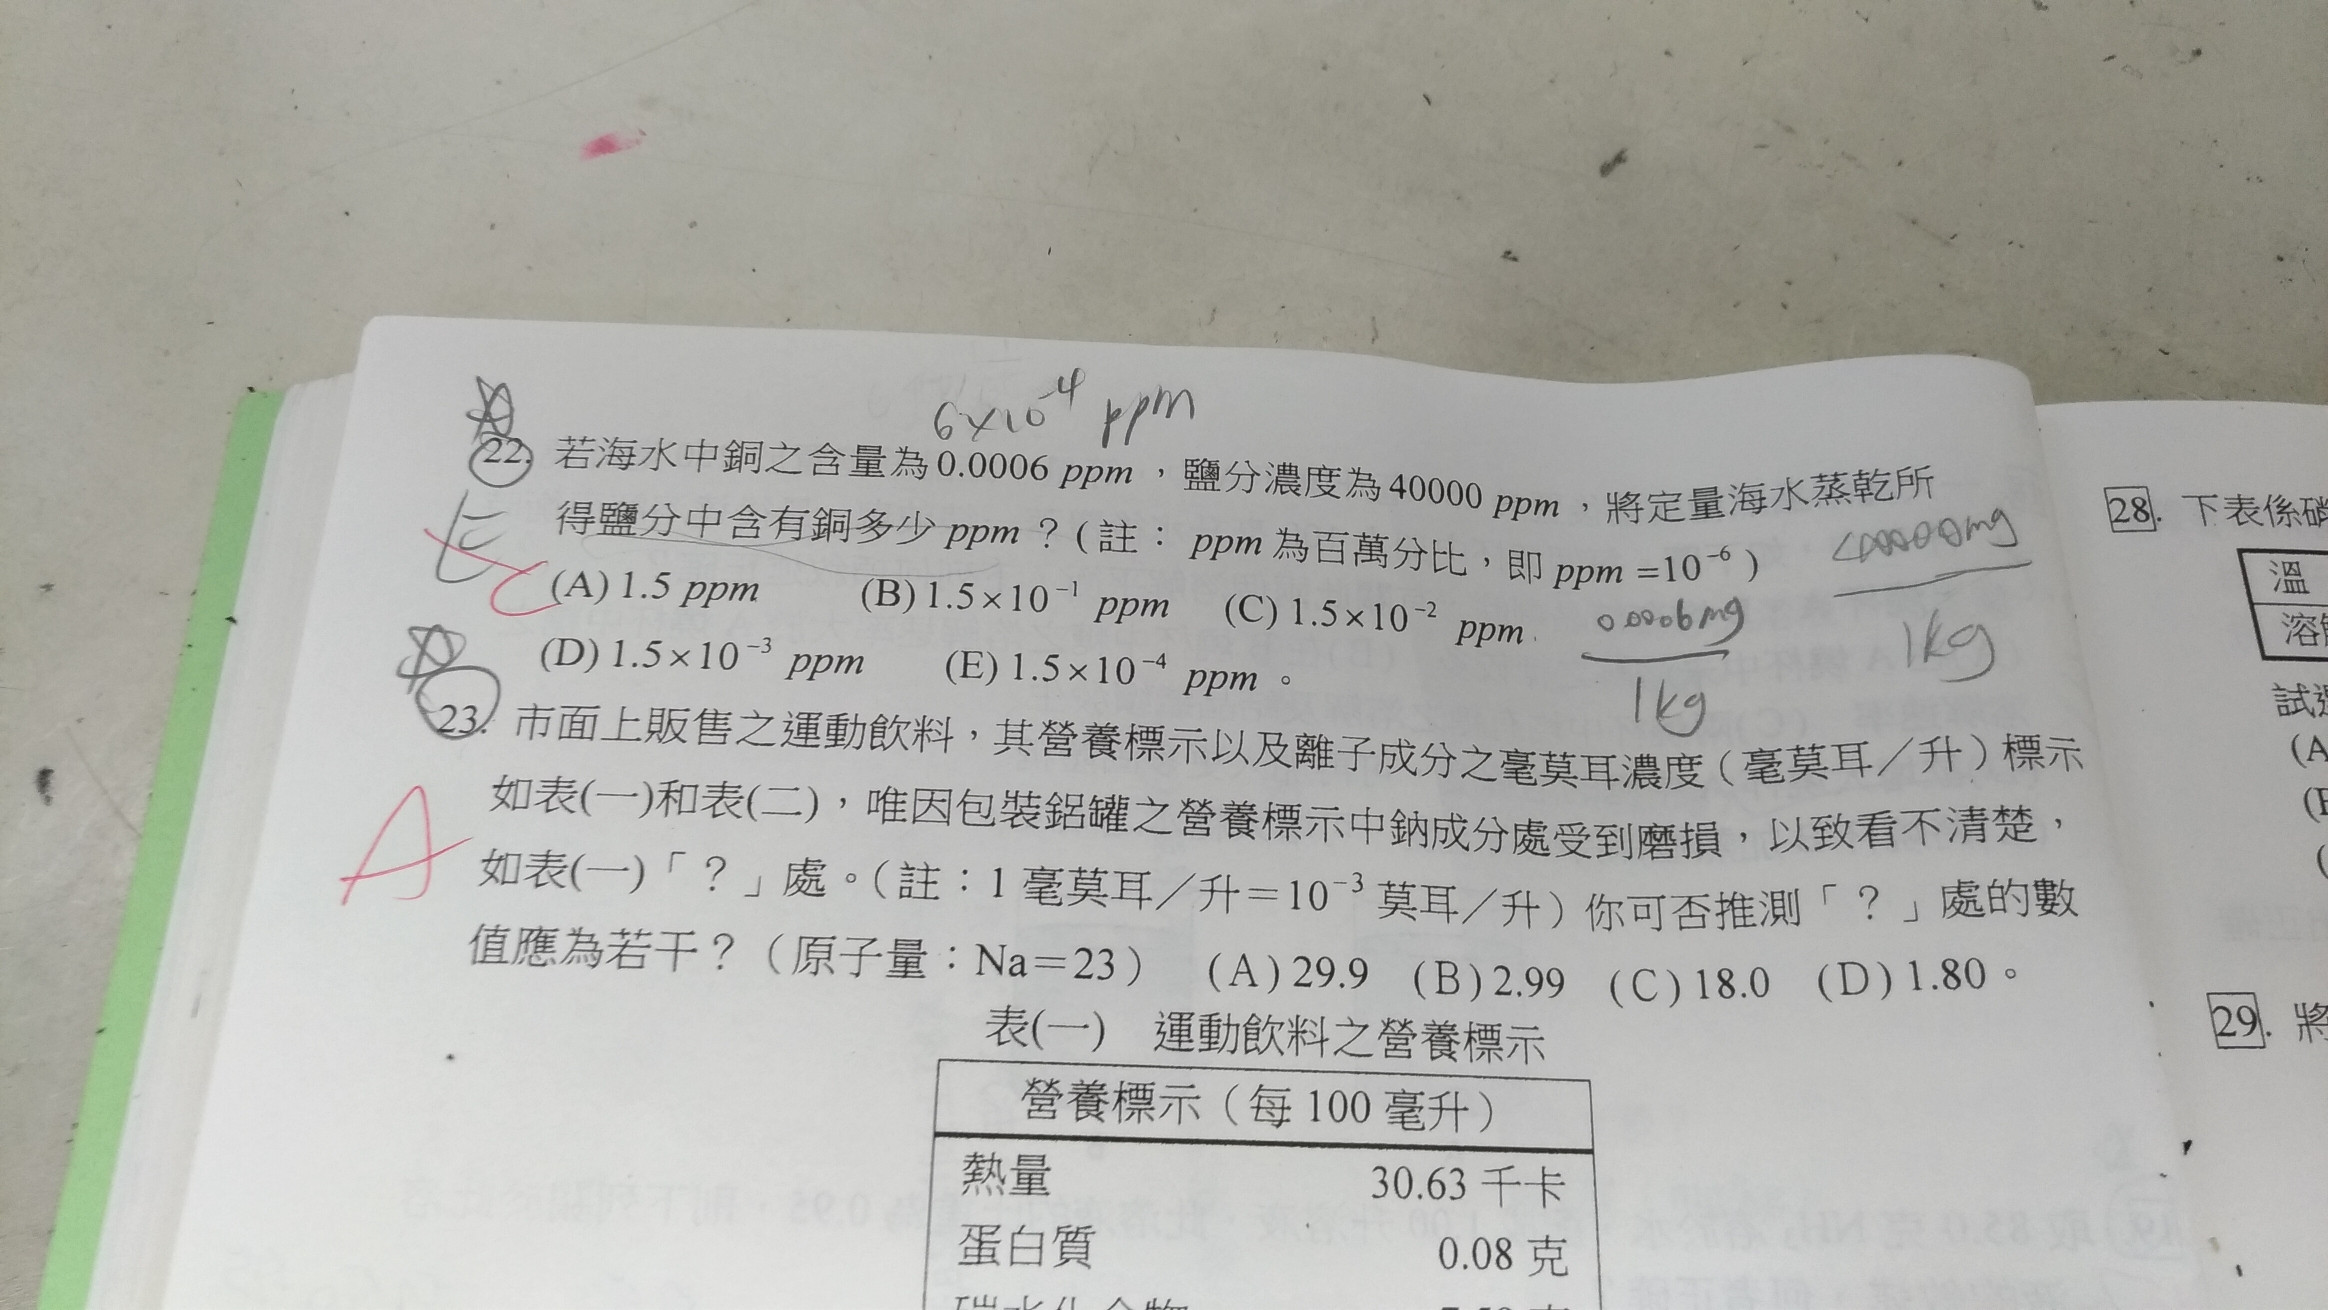 6×10⁻⁴ ppm
22. 若海水中銅之含量為0.0006 ppm，鹽分濃度為40000 ppm，將定量海水蒸乾所
得鹽分中含有銅多少 ppm？(註： ppm 為百萬分比，即 ppm =10⁻⁶)
E
C
(A) 1.5 ppm (B) 1.5×10⁻¹ ppm (C) 1.5×10⁻² ppm
(D) 1.5×10⁻³ ppm (E) 1.5×10⁻⁴ ppm。
40000mg
1kg
0.0006mg
1kg
23. 市面上販售之運動飲料，其營養標示以及離子成分之毫莫耳濃度(毫莫耳／升)標示
如表(一)和表(二)，唯因包裝鋁罐之營養標示中鈉成分處受到磨損，以致看不清楚，
如表(一)「？」處。(註：1 毫莫耳／升＝10⁻³ 莫耳／升)你可否推測「？」處的數
值應為若干？(原子量：Na＝23) (A) 29.9 (B) 2.99 (C) 18.0 (D) 1.80。
A
表(一) 運動飲料之營養標示
營養標示(每 100 毫升)
熱量 30.63 千卡
蛋白質 0.08 克
28. 下表係
溫
試
(A
29. 將